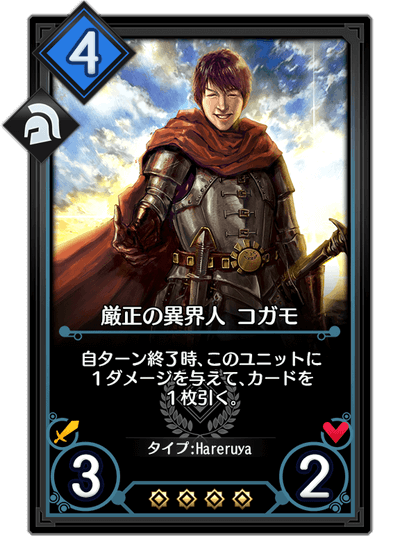 4
厳正の異界人 コガモ
自ターン終了時、このユニットに
１ダメージを与えて、カードを
１枚引く。
タイプ:Hareruya
3
2